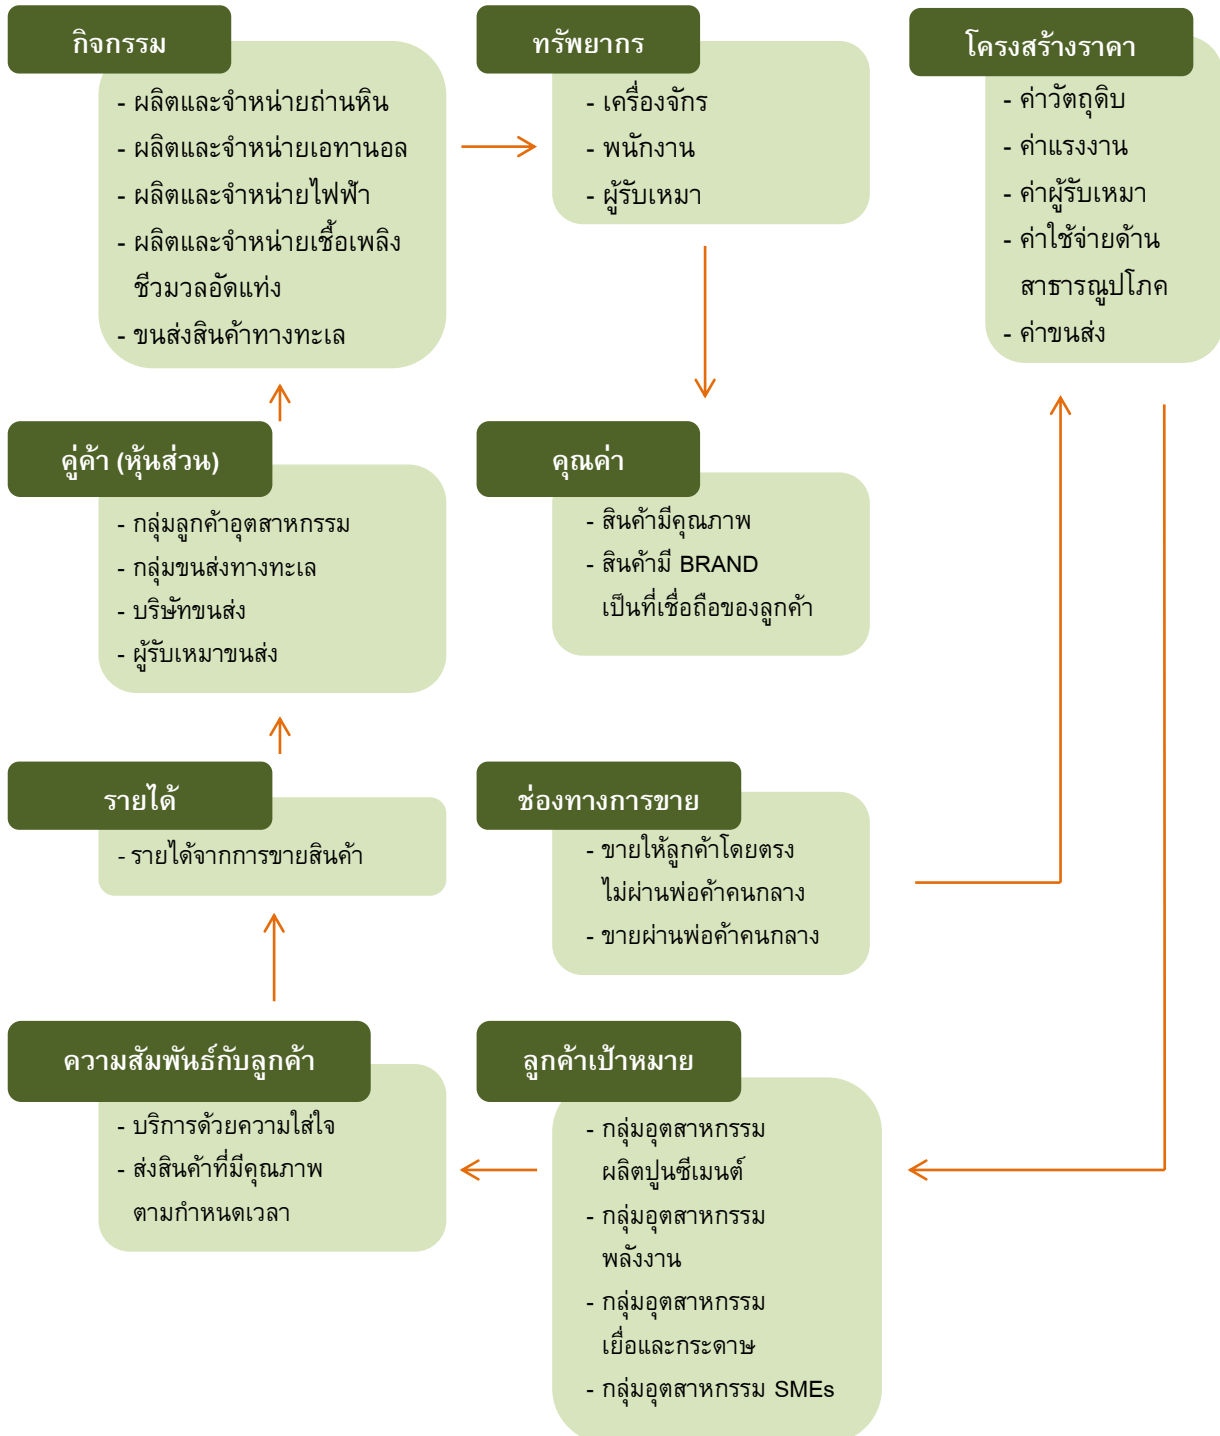 กิจกรรม
- ผลิตและจำหน่ายถ่านหิน
- ผลิตและจำหน่ายเอทานอล
- ผลิตและจำหน่ายไฟฟ้า
- ผลิตและจำหน่ายเชื้อเพลิง
ชีวมวลอัดแท่ง
- ขนส่งสินค้าทางทะเล
ทรัพยากร
- เครื่องจักร
- พนักงาน
- ผู้รับเหมา
โครงสร้างราคา
- ค่าวัตถุดิบ
- ค่าแรงงาน
- ค่าผู้รับเหมา
- ค่าใช้จ่ายด้าน
สาธารณูปโภค
- ค่าขนส่ง
คู่ค้า (หุ้นส่วน)
- กลุ่มลูกค้าอุตสาหกรรม
- กลุ่มขนส่งทางทะเล
- บริษัทขนส่ง
- ผู้รับเหมาขนส่ง
คุณค่า
- สินค้ามีคุณภาพ
- สินค้ามี BRAND
เป็นที่เชื่อถือของลูกค้า
รายได้
- รายได้จากการขายสินค้า
ช่องทางการขาย
- ขายให้ลูกค้าโดยตรง
ไม่ผ่านพ่อค้าคนกลาง
- ขายผ่านพ่อค้าคนกลาง
ความสัมพันธ์กับลูกค้า
- บริการด้วยความใส่ใจ
- ส่งสินค้าที่มีคุณภาพ
ตามกำหนดเวลา
ลูกค้าเป้าหมาย
- กลุ่มอุตสาหกรรม
ผลิตปูนซีเมนต์
- กลุ่มอุตสาหกรรม
พลังงาน
- กลุ่มอุตสาหกรรม
เยื่อและกระดาษ
- กลุ่มอุตสาหกรรม SMEs